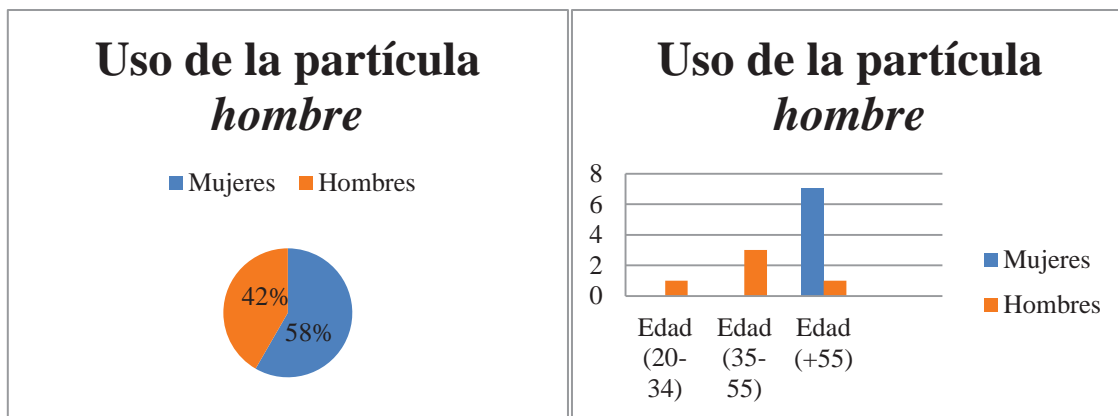 Uso de la partícula
hombre
Mujeres Hombres
42%
58%
Uso de la partícula
hombre
8
6
4
2
0
Mujeres
Hombres
Edad
(20-
34)
Edad
(35-
55)
Edad
(+55)